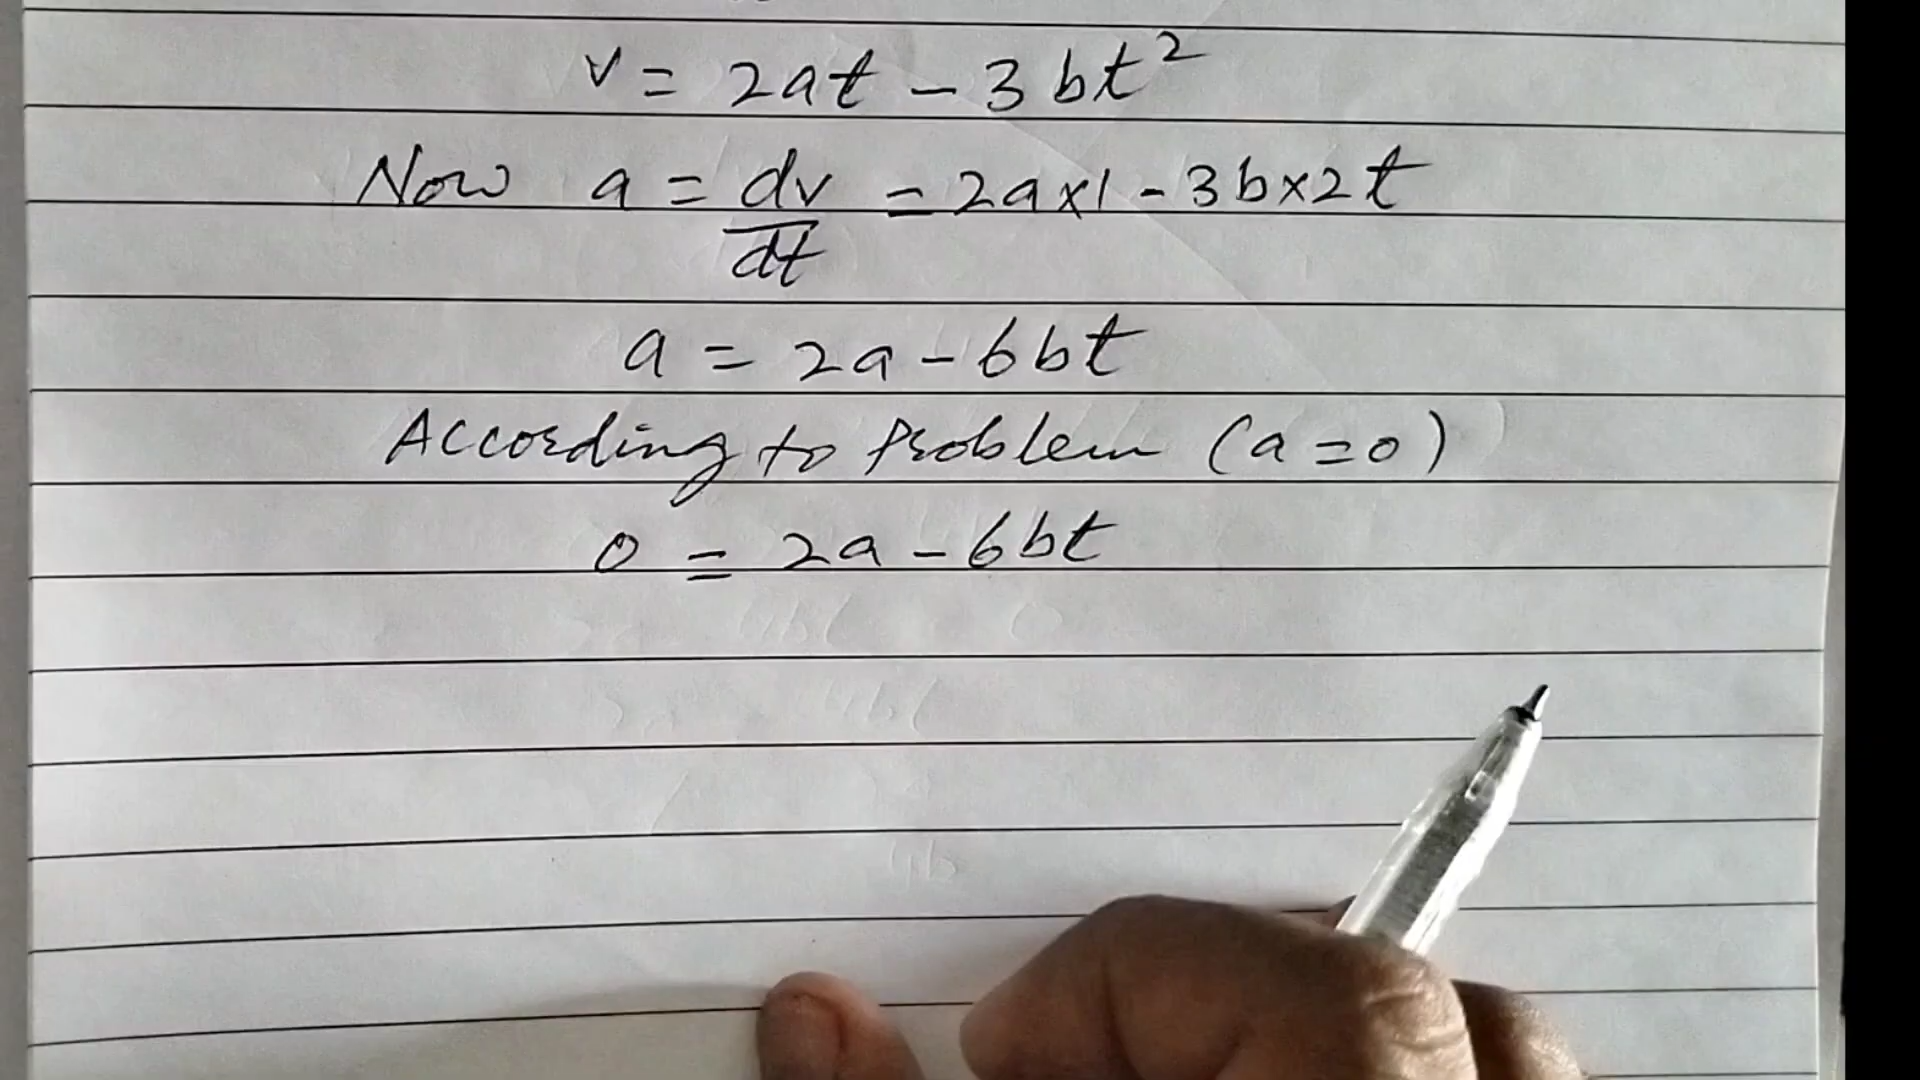 v = 2at - 3bt²
Now a = dv/dt = 2a×1 - 3b×2t
a = 2a - 6bt
According to Problem (a = 0)
0 = 2a - 6bt